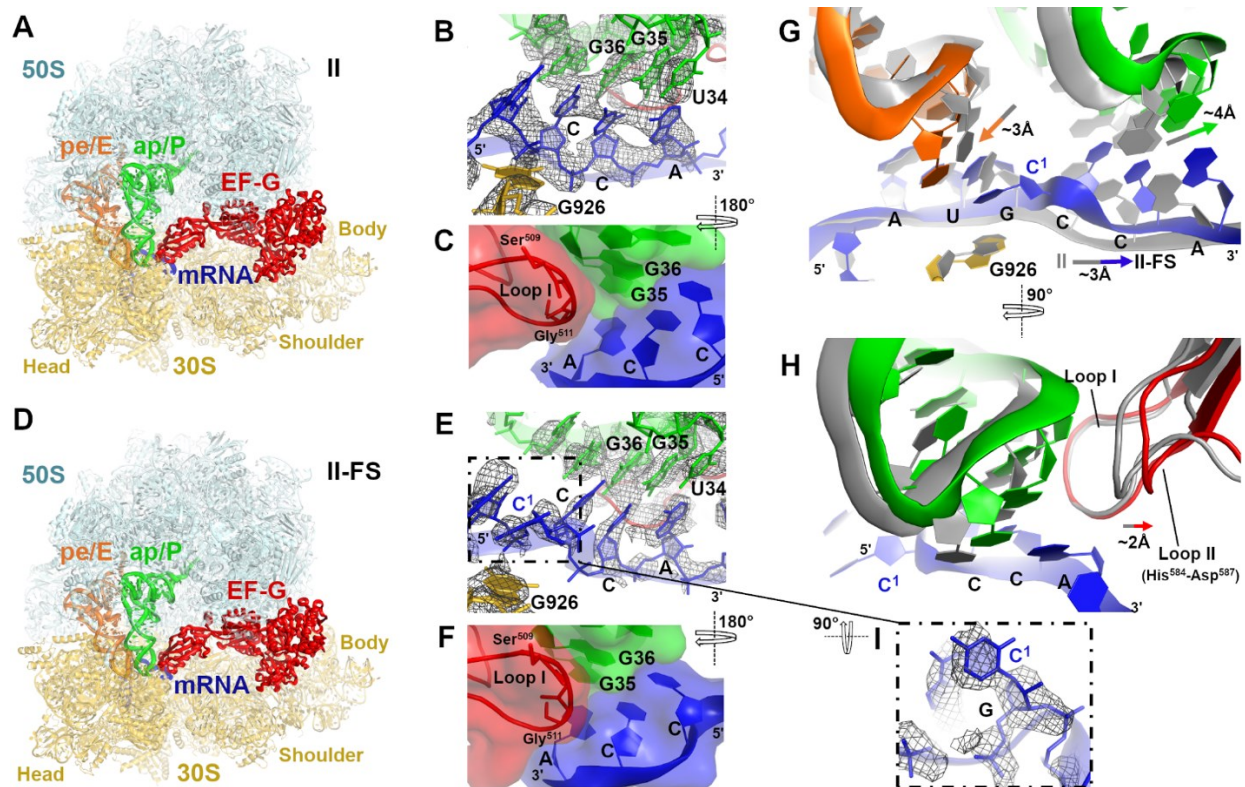 A
50S
II
pe/E
ap/P
EF-G
Body
mRNA
Head
30S
Shoulder
B
G36
G35
U34
C
5'
C
A
3'
G926
180°
C
Ser⁵⁰⁹
Loop I
G36
G35
Gly⁵¹¹
A
C
C
3'
5'
D
50S
II-FS
pe/E
ap/P
EF-G
Body
mRNA
Head
30S
Shoulder
E
G36
G35
C
C¹
U34
5'
A
C
G926
3'
180°
F
Ser⁵⁰⁹
G36
Loop I
G35
Gly⁵¹¹
C
A
C
3'
5'
G
~4Å
~3Å
C¹
A
U
G
C
C
A
5'
G926
II
~3Å
II-FS
3'
90°
H
Loop I
5'
C¹
C
C
A
3'
~2Å
Loop II
(His⁵⁸⁴-Asp⁵⁸⁷)
90°
I
C¹
G